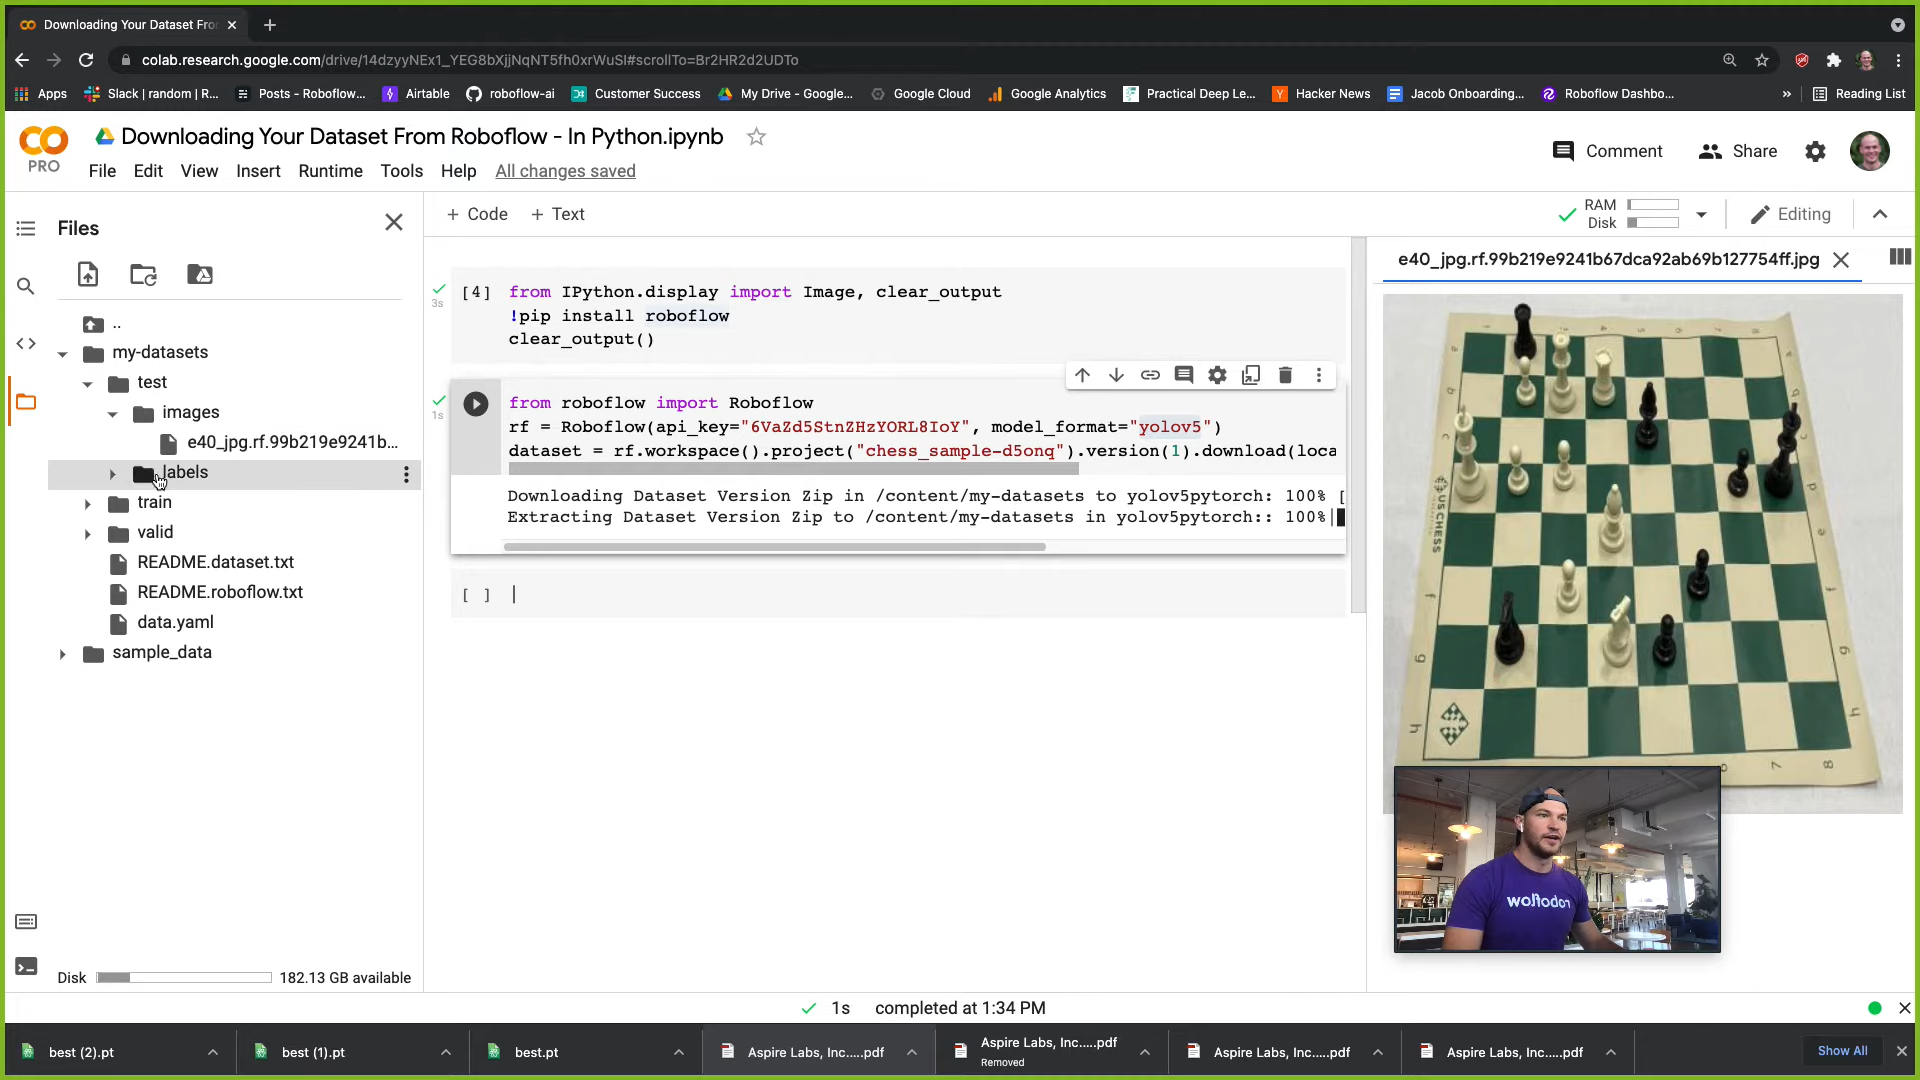 Downloading Your Dataset Fro
colab.research.google.com/drive/14dzyyNEx1_YEG8bXjjNqNT5fh0xrWuSI#scrollTo=Br2HR2d2UDTo
Apps
Slack | random | R...
Posts - Roboflow...
Airtable
roboflow-ai
Customer Success
My Drive - Google...
Google Cloud
Google Analytics
Practical Deep Le...
Hacker News
Jacob Onboarding...
Roboflow Dashbo...
»
Reading List
PRO
Downloading Your Dataset From Roboflow - In Python.ipynb
File Edit View Insert Runtime Tools Help All changes saved
Comment
Share
Files
+ Code + Text
RAM
Disk
Editing
..
my-datasets
test
images
e40_jpg.rf.99b219e9241b...
labels
train
valid
README.dataset.txt
README.roboflow.txt
data.yaml
sample_data
Disk 182.13 GB available
3s
[4] from IPython.display import Image, clear_output
!pip install roboflow
clear_output()
1s
from roboflow import Roboflow
rf = Roboflow(api_key="6VaZd5StnZHzYORL8IoY", model_format="yolov5")
dataset = rf.workspace().project("chess_sample-d5onq").version(1).download(loca
Downloading Dataset Version Zip in /content/my-datasets to yolov5pytorch: 100% [
Extracting Dataset Version Zip to /content/my-datasets in yolov5pytorch:: 100%|
[ ]
e40_jpg.rf.99b219e9241b67dca92ab69b127754ff.jpg
US CHESS
roboflow
1s completed at 1:34 PM
best (2).pt
best (1).pt
best.pt
Aspire Labs, Inc.....pdf
Aspire Labs, Inc.....pdf
Removed
Aspire Labs, Inc.....pdf
Aspire Labs, Inc.....pdf
Show All